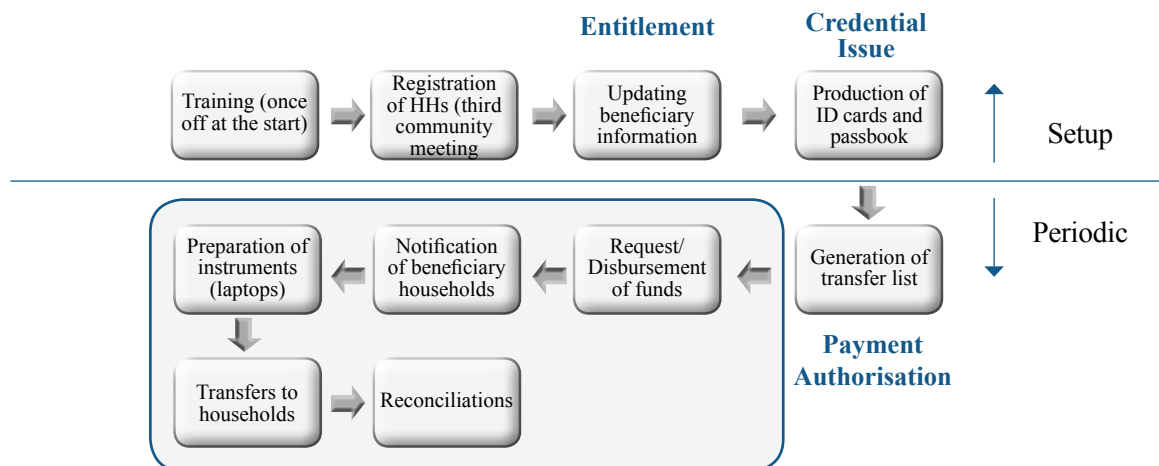 Entitlement
Credential
Issue
Training (once
off at the start)
Registration
of HHs (third
community
meeting
Updating
beneficiary
information
Production of
ID cards and
passbook
Setup
Periodic
Preparation of
instruments
(laptops)
Notification
of beneficiary
households
Request/
Disbursement
of funds
Generation of
transfer list
Payment
Authorisation
Transfers to
households
Reconciliations